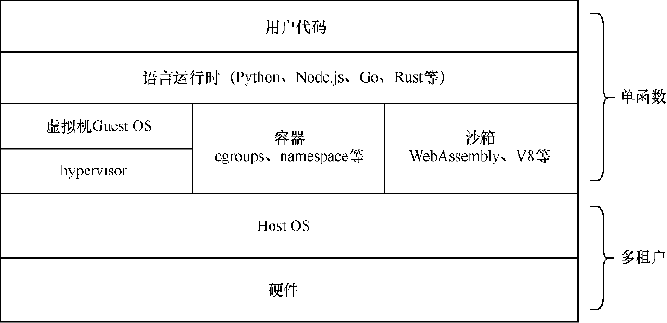 用户代码
语言运行时（Python、Node.js、Go、Rust等）
虚拟机Guest OS
hypervisor
容器
cgroups、namespace等
沙箱
WebAssembly、V8等
Host OS
硬件
单函数
多租户